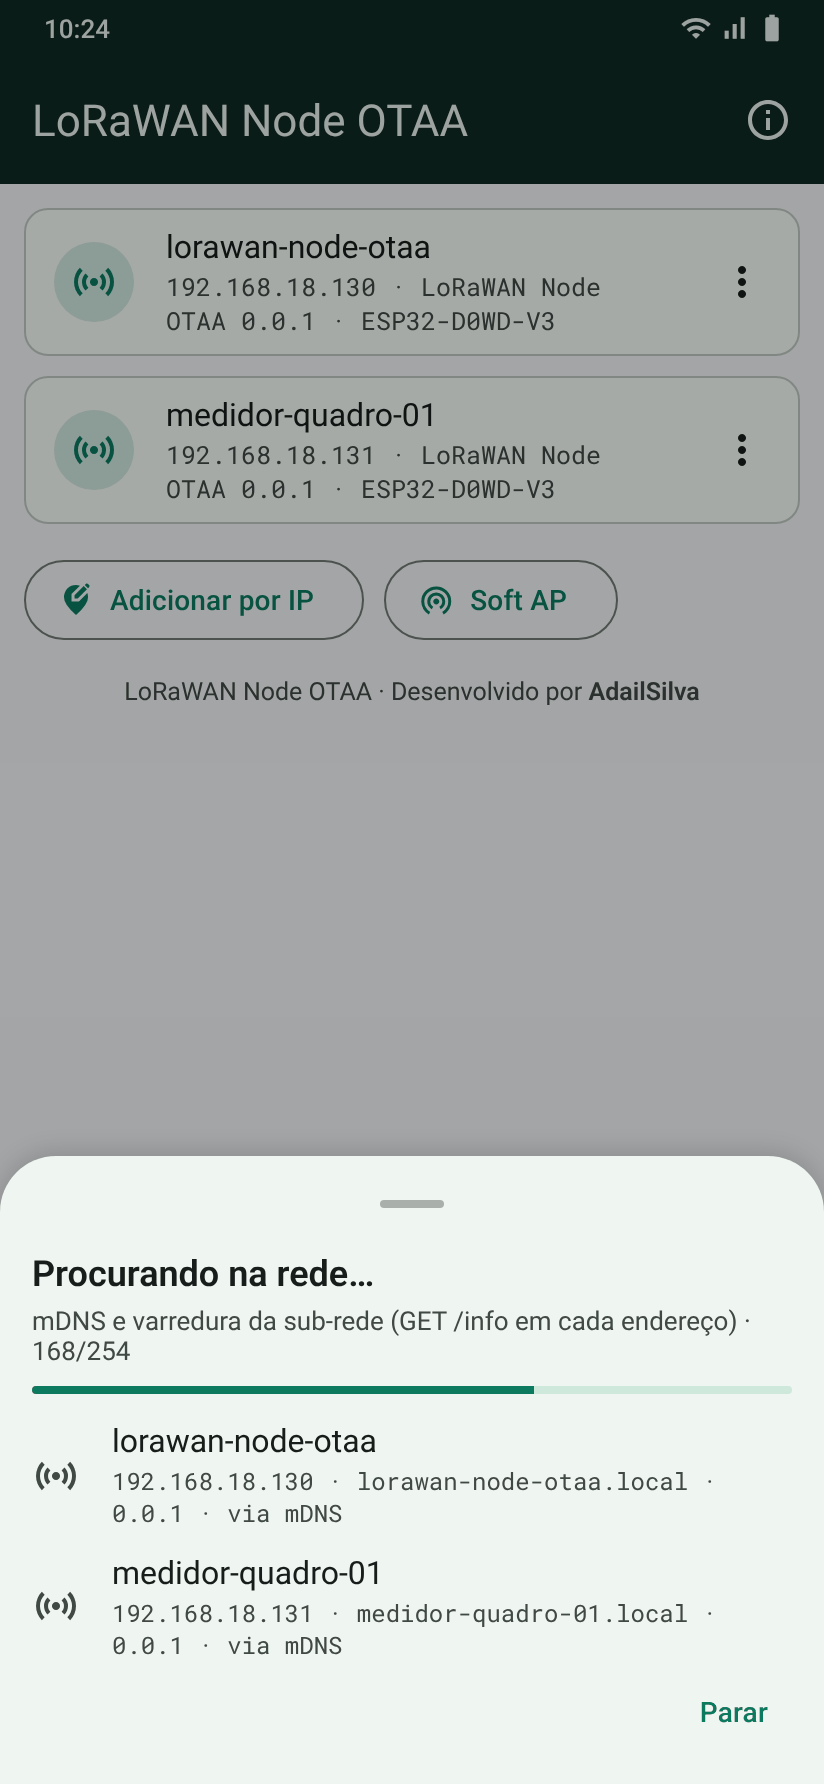 10:24
LoRaWAN Node OTAA
lorawan-node-otaa
192.168.18.130 · LoRaWAN Node
OTAA 0.0.1 · ESP32-D0WD-V3
medidor-quadro-01
192.168.18.131 · LoRaWAN Node
OTAA 0.0.1 · ESP32-D0WD-V3
Adicionar por IP
Soft AP
LoRaWAN Node OTAA · Desenvolvido por AdailSilva
Procurando na rede…
mDNS e varredura da sub-rede (GET /info em cada endereço) ·
168/254
lorawan-node-otaa
192.168.18.130 · lorawan-node-otaa.local ·
0.0.1 · via mDNS
medidor-quadro-01
192.168.18.131 · medidor-quadro-01.local ·
0.0.1 · via mDNS
Parar